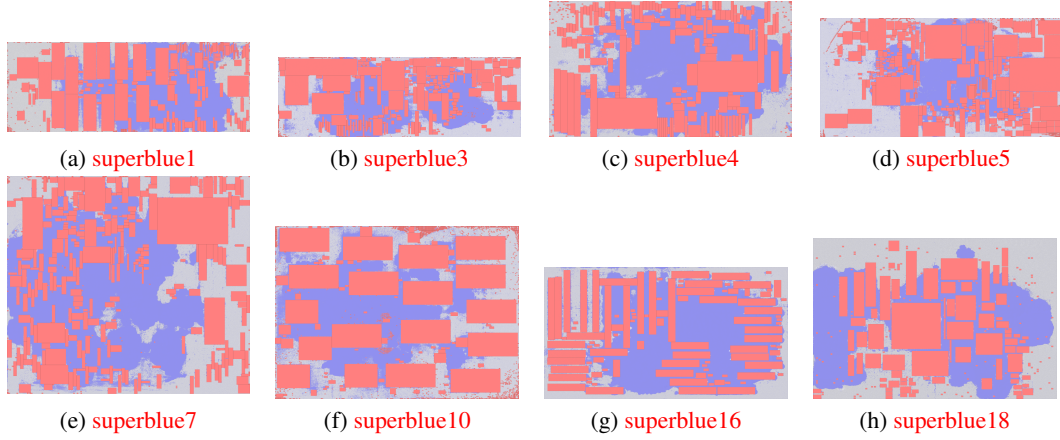 (a) superblue1
(b) superblue3
(c) superblue4
(d) superblue5
(e) superblue7
(f) superblue10
(g) superblue16
(h) superblue18